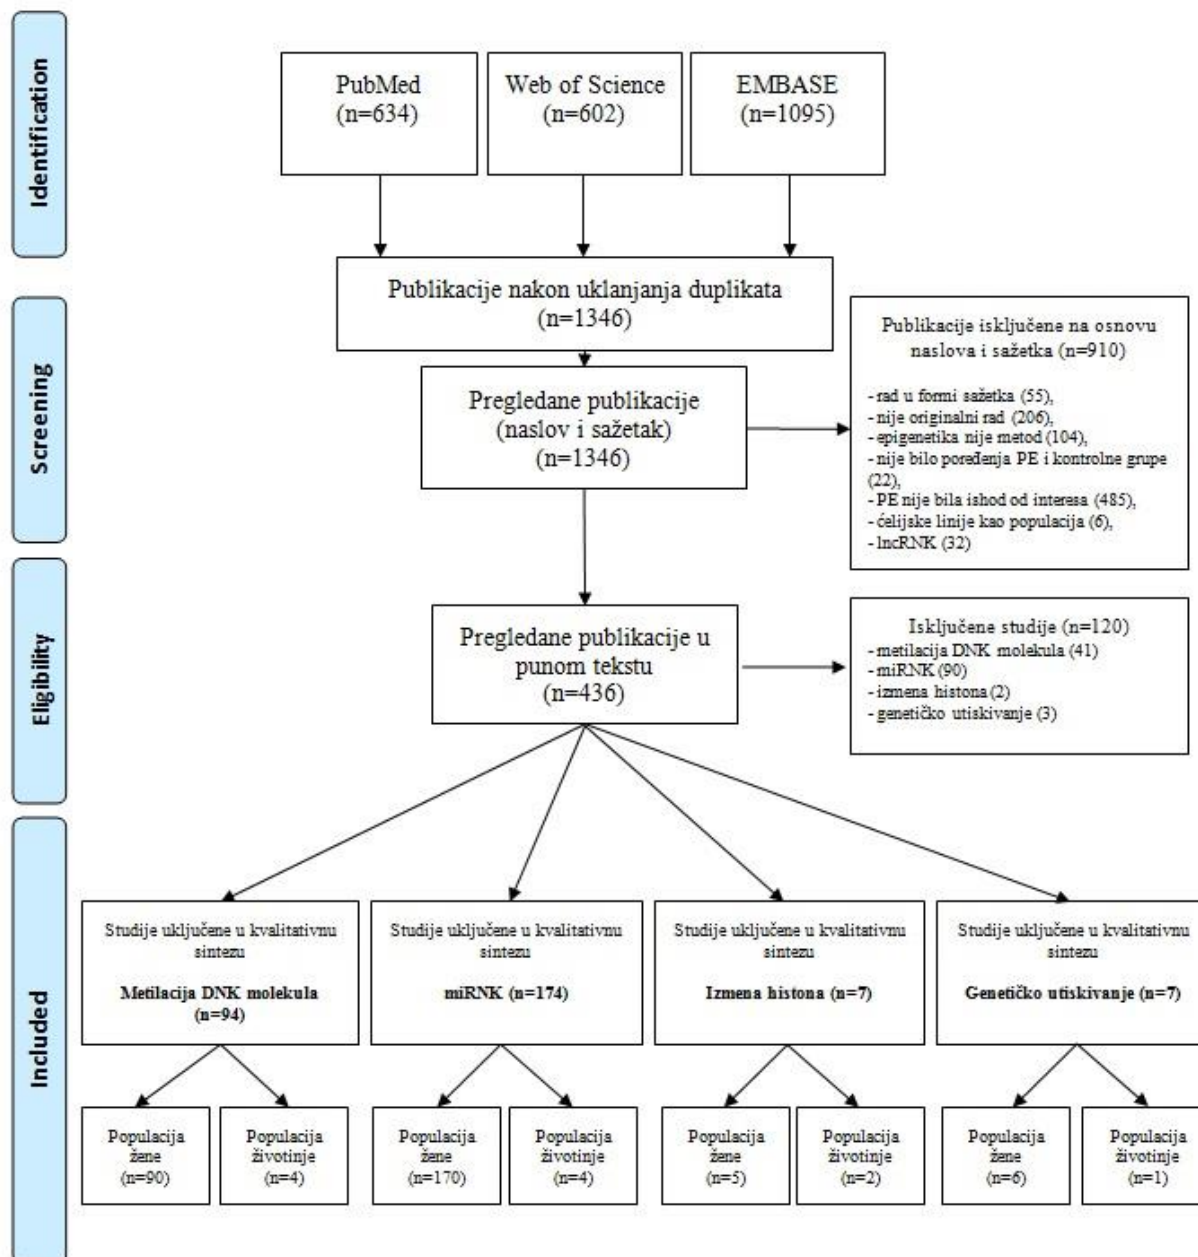 Identification
PubMed
(n=634)
Web of Science
(n=602)
EMBASE
(n=1095)
Publikacije nakon uklanjanja duplikata
(n=1346)
Screening
Pregledane publikacije
(naslov i sažetak)
(n=1346)
Publikacije isključene na osnovu
naslova i sažetka (n=910)
- rad u formi sažetka (55),
- nije originalni rad (206),
- epigenetika nije metod (104),
- nije bilo poređenja PE i kontrolne grupe
(22),
- PE nije bila ishod od interesa (485),
- ćelijske linije kao populacija (6),
- lncRNK (32)
Eligibility
Pregledane publikacije u
punom tekstu
(n=436)
Isključene studije (n=120)
- metilacija DNK molekula (41)
- miRNK (90)
- izmena histona (2)
- genetičko utiskivanje (3)
Included
Studije uključene u kvalitativnu
sintezu
Metilacija DNK molekula
(n=94)
Studije uključene u kvalitativnu
sintezu
miRNK (n=174)
Studije uključene u kvalitativnu
sintezu
Izmena histona (n=7)
Studije uključene u kvalitativnu
sintezu
Genetičko utiskivanje (n=7)
Populacija
žene
(n=90)
Populacija
životinje
(n=4)
Populacija
žene
(n=170)
Populacija
životinje
(n=4)
Populacija
žene
(n=5)
Populacija
životinje
(n=2)
Populacija
žene
(n=6)
Populacija
životinje
(n=1)